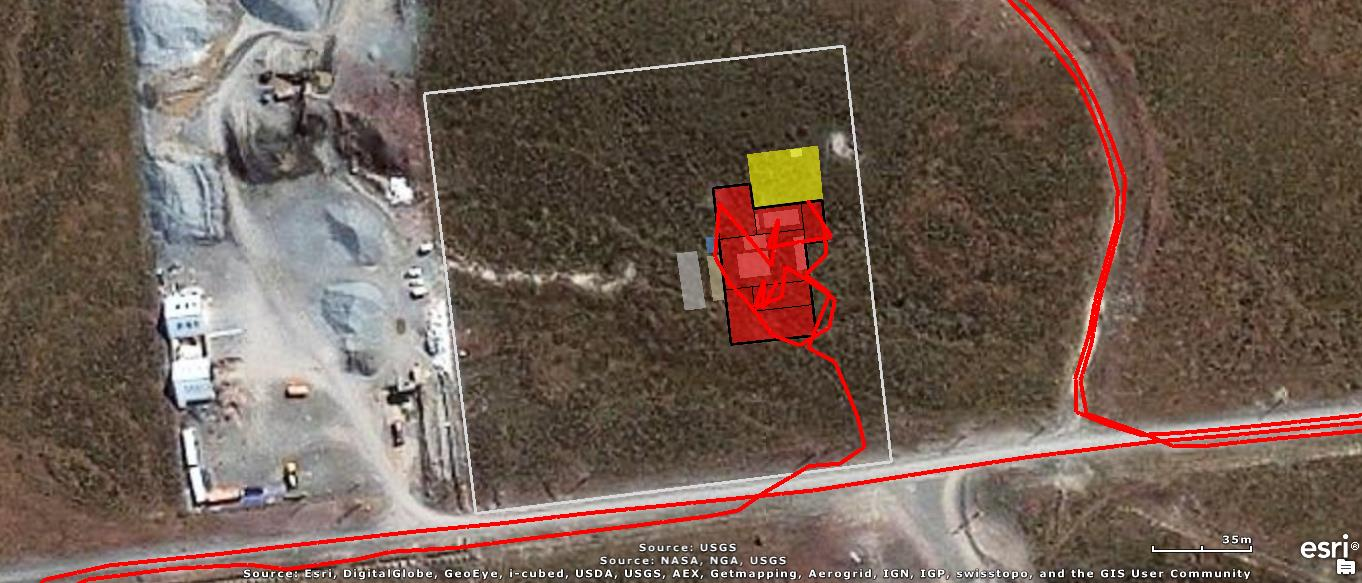 35m
esri®
Source: USGS
Source: NASA, NGA, USGS
Source: Esri, DigitalGlobe, GeoEye, i-cubed, USDA, USGS, AEX, Getmapping, Aerogrid, IGN, IGP, swisstopo, and the GIS User Community